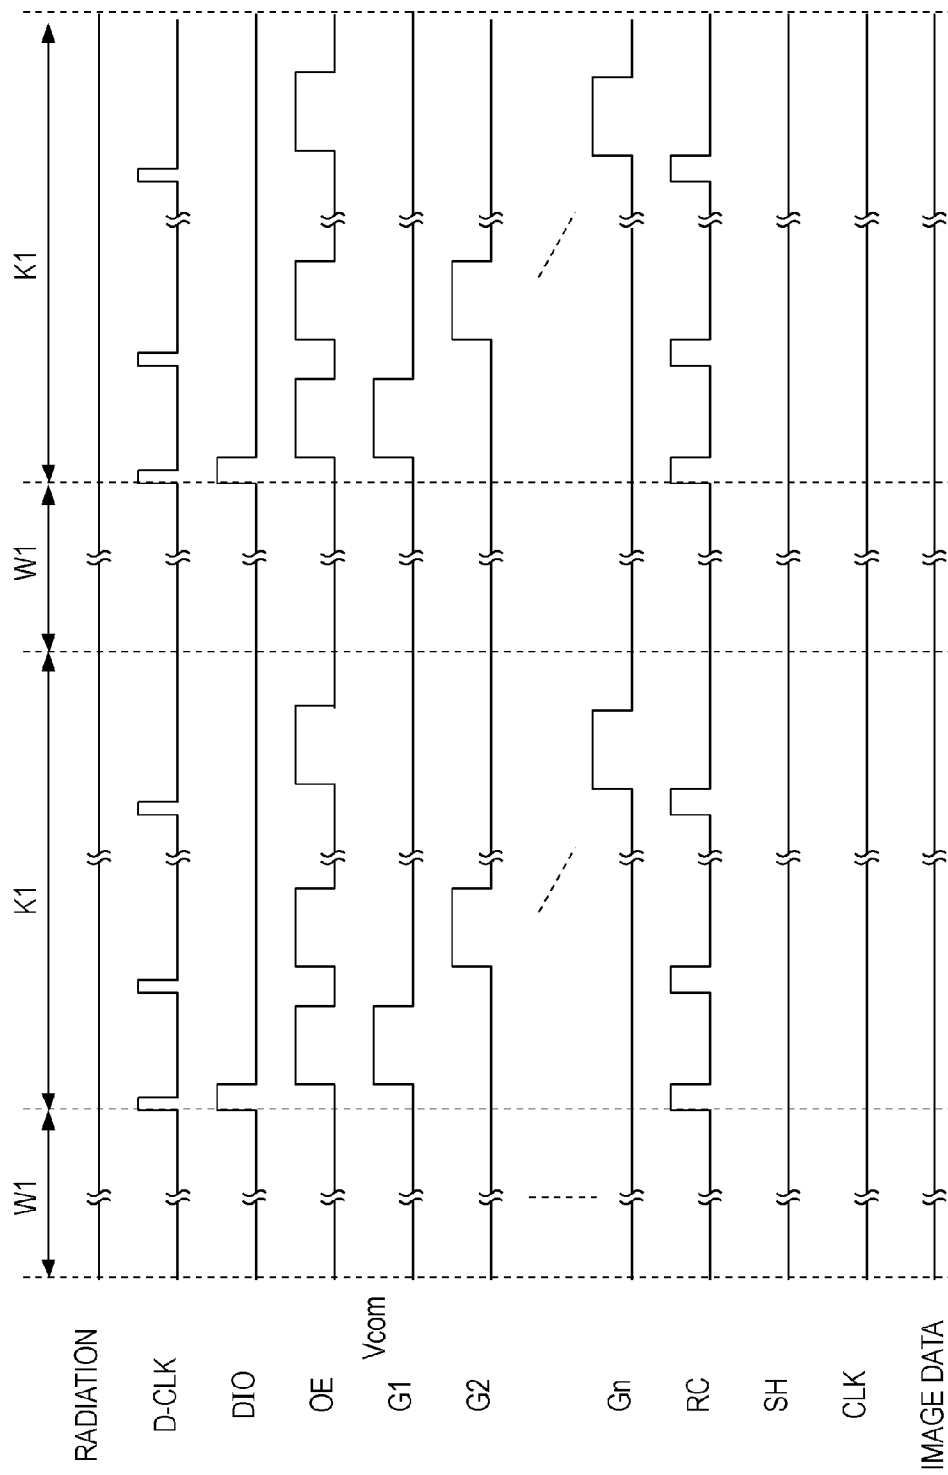 W1
K1
W1
K1
RADIATION
D-CLK
DIO
OE
Vcom
G1
G2
Gn
RC
SH
CLK
IMAGE DATA